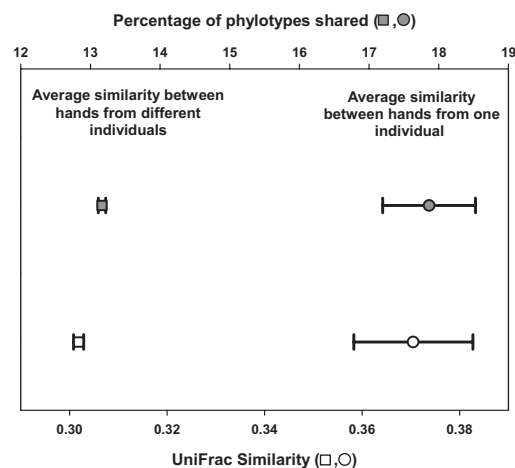 Percentage of phylotypes shared (■,●)
12 13 14 15 16 17 18 19
Average similarity between
hands from different
individuals
Average similarity
between hands from one
individual
0.30 0.32 0.34 0.36 0.38
UniFrac Similarity (□,○)